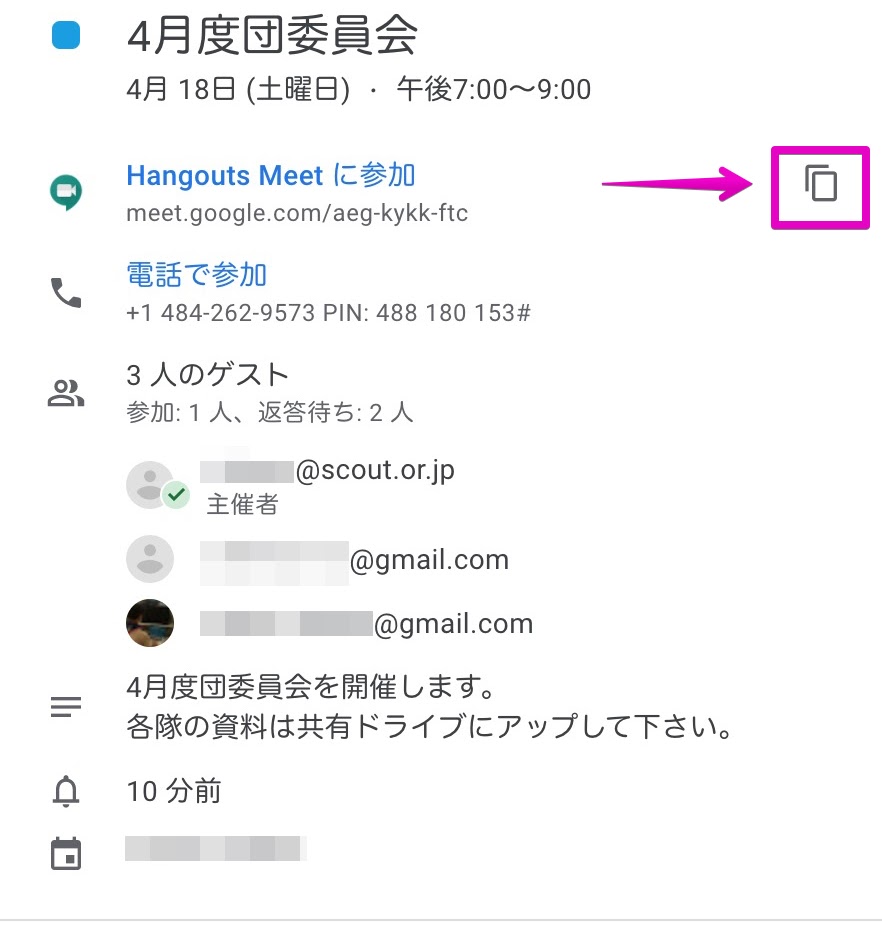 4月度団委員会
4月 18日 (土曜日) ・ 午後7:00〜9:00
Hangouts Meet に参加
meet.google.com/aeg-kykk-ftc
電話で参加
+1 484-262-9573 PIN: 488 180 153#
3 人のゲスト
参加: 1 人、返答待ち: 2 人
@scout.or.jp
主催者
@gmail.com
@gmail.com
4月度団委員会を開催します。
各隊の資料は共有ドライブにアップして下さい。
10 分前